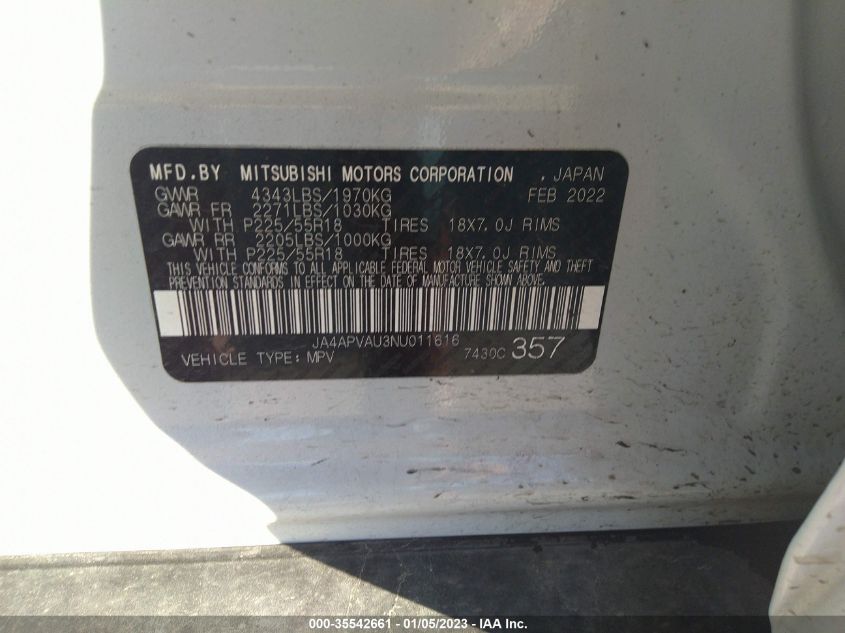 MFD.BY MITSUBISHI MOTORS CORPORATION , JAPAN
GVWR 4343LBS/1970KG FEB 2022
GAWR FR 2271LBS/1030KG
WITH P225/55R18 TIRES 18X7.0J RIMS
GAWR RR 2205LBS/1000KG
WITH P225/55R18 TIRES 18X7.0J RIMS
THIS VEHICLE CONFORMS TO ALL APPLICABLE FEDERAL MOTOR VEHICLE SAFETY AND THEFT
PREVENTION STANDARDS IN EFFECT ON THE DATE OF MANUFACTURE SHOWN ABOVE.
JA4APVAU3NU011616
VEHICLE TYPE: MPV 7430C 357
000-35542661 - 01/05/2023 - IAA Inc.